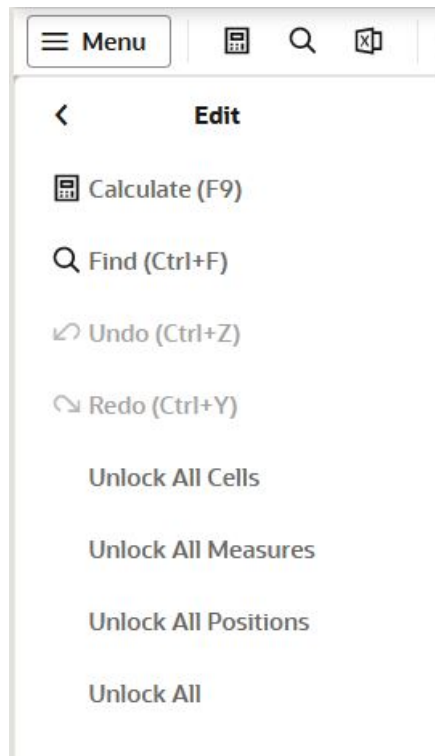 Menu
Edit
Calculate (F9)
Find (Ctrl+F)
Undo (Ctrl+Z)
Redo (Ctrl+Y)
Unlock All Cells
Unlock All Measures
Unlock All Positions
Unlock All